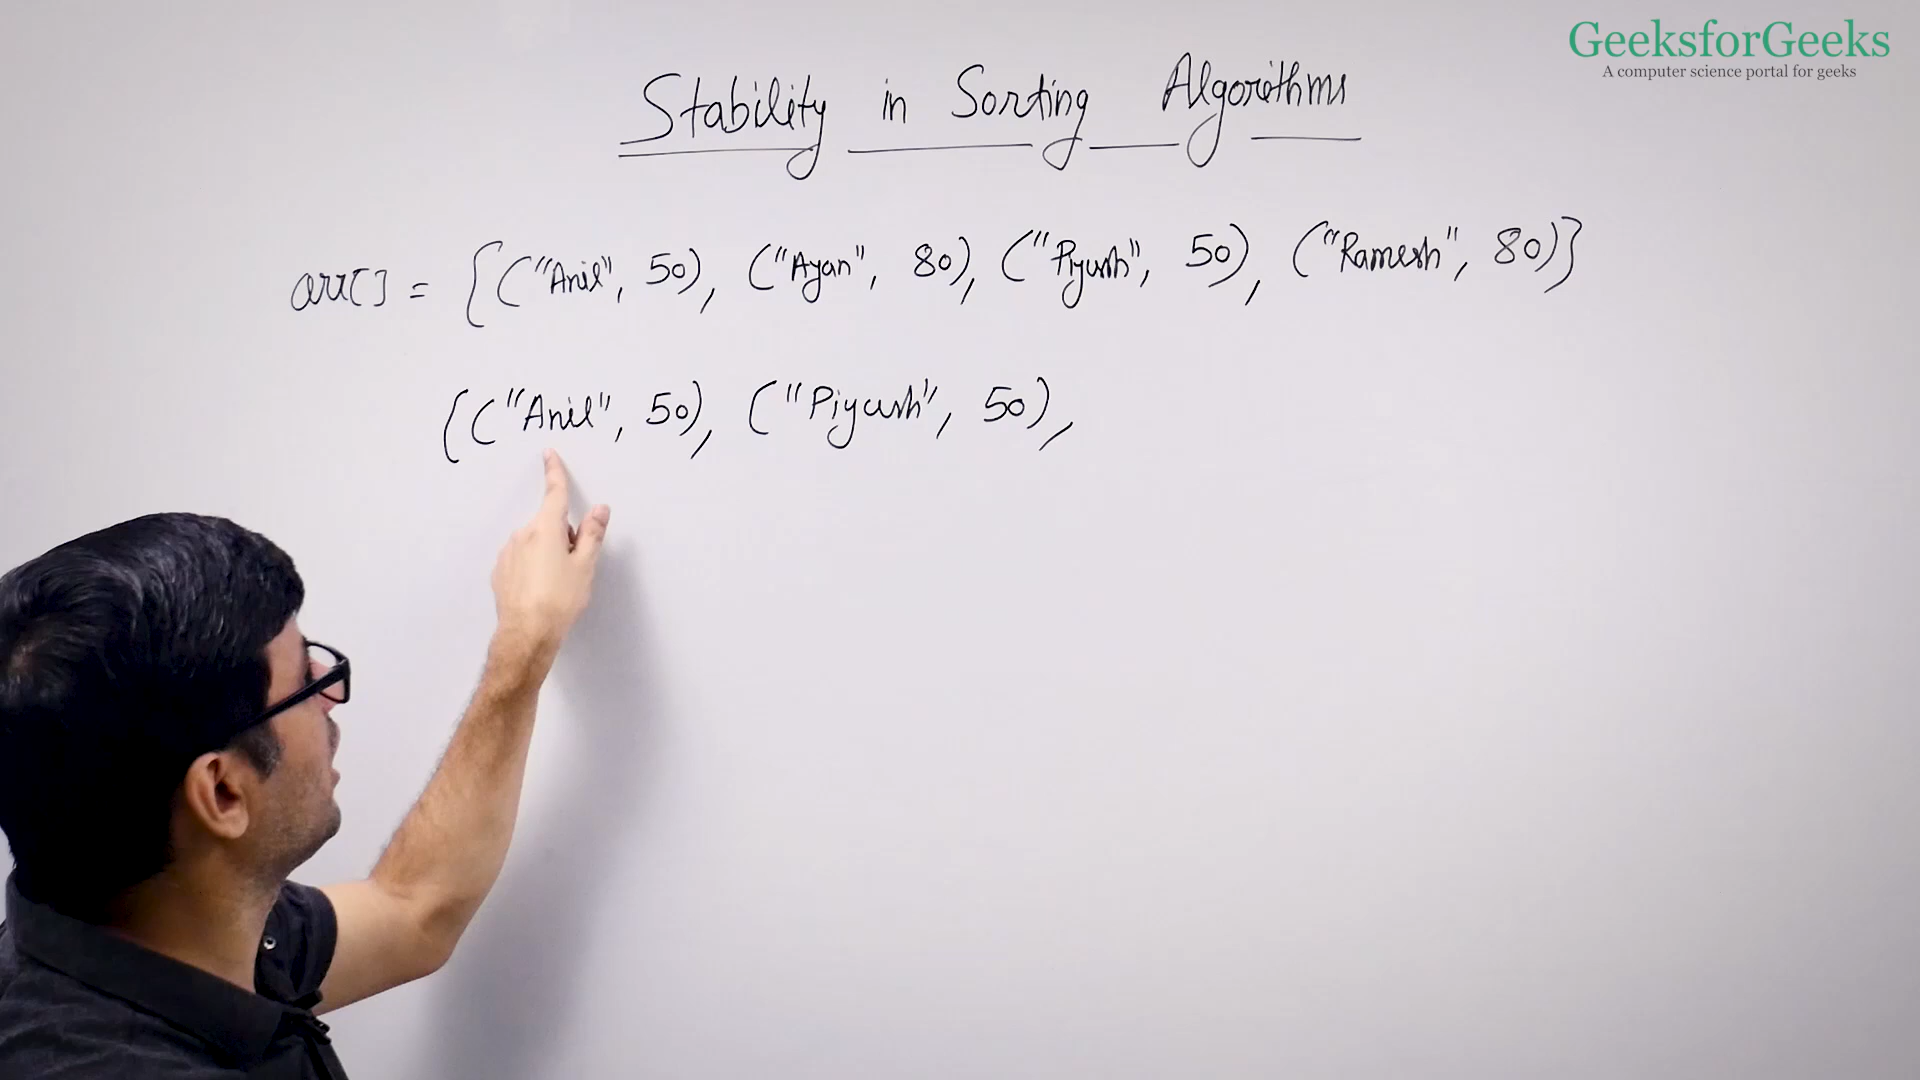 GeeksforGeeks
A computer science portal for geeks
Stability in Sorting Algorithms
arr[] = {("Anil", 50), ("Ayan", 80), ("Piyush", 50), ("Ramesh", 80)}
{("Anil", 50), ("Piyush", 50),